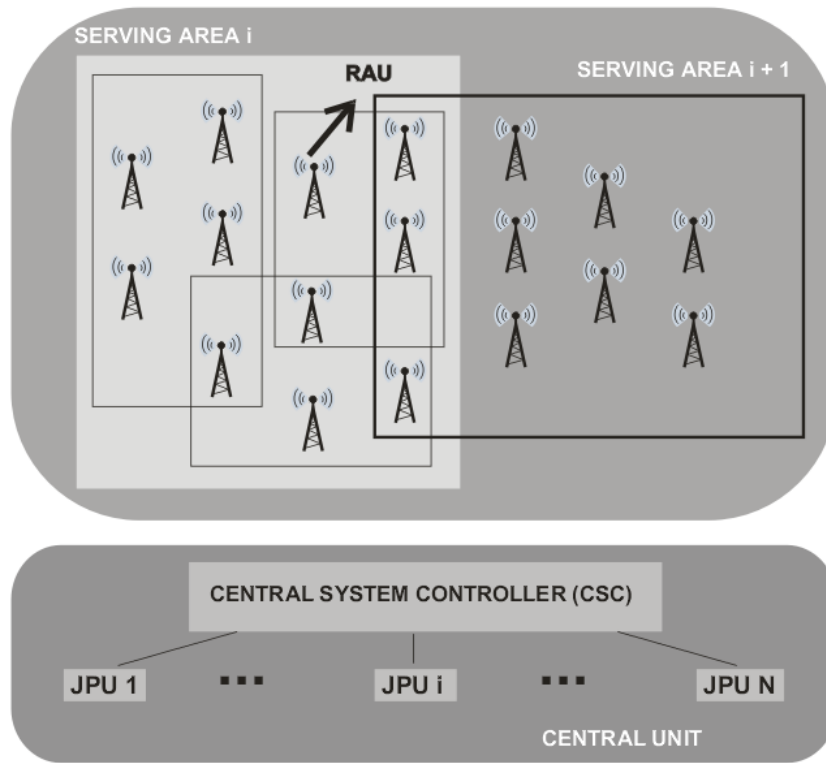 SERVING AREA i
RAU
SERVING AREA i + 1
CENTRAL SYSTEM CONTROLLER (CSC)
JPU 1
JPU i
JPU N
CENTRAL UNIT